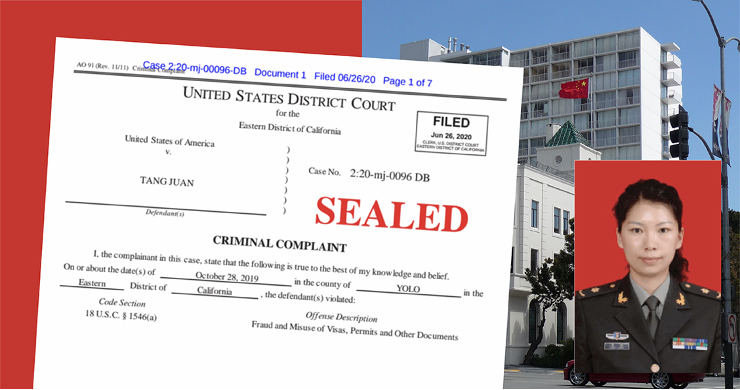 Case 2:20-mj-00096-DB Document 1 Filed 06/26/20 Page 1 of 7
AO 91 (Rev. 11/11) Criminal Complaint
UNITED STATES DISTRICT COURT
for the
Eastern District of California
FILED
Jun 26, 2020
CLERK, U.S. DISTRICT COURT
EASTERN DISTRICT OF CALIFORNIA
United States of America
v.
TANG JUAN
Defendant(s)
)
)
)
)
)
)
)
Case No. 2:20-mj-0096 DB
SEALED
CRIMINAL COMPLAINT
I, the complainant in this case, state that the following is true to the best of my knowledge and belief.
On or about the date(s) of October 28, 2019 in the county of YOLO in the
Eastern District of California , the defendant(s) violated:
Code Section Offense Description
18 U.S.C. § 1546(a) Fraud and Misuse of Visas, Permits and Other Documents